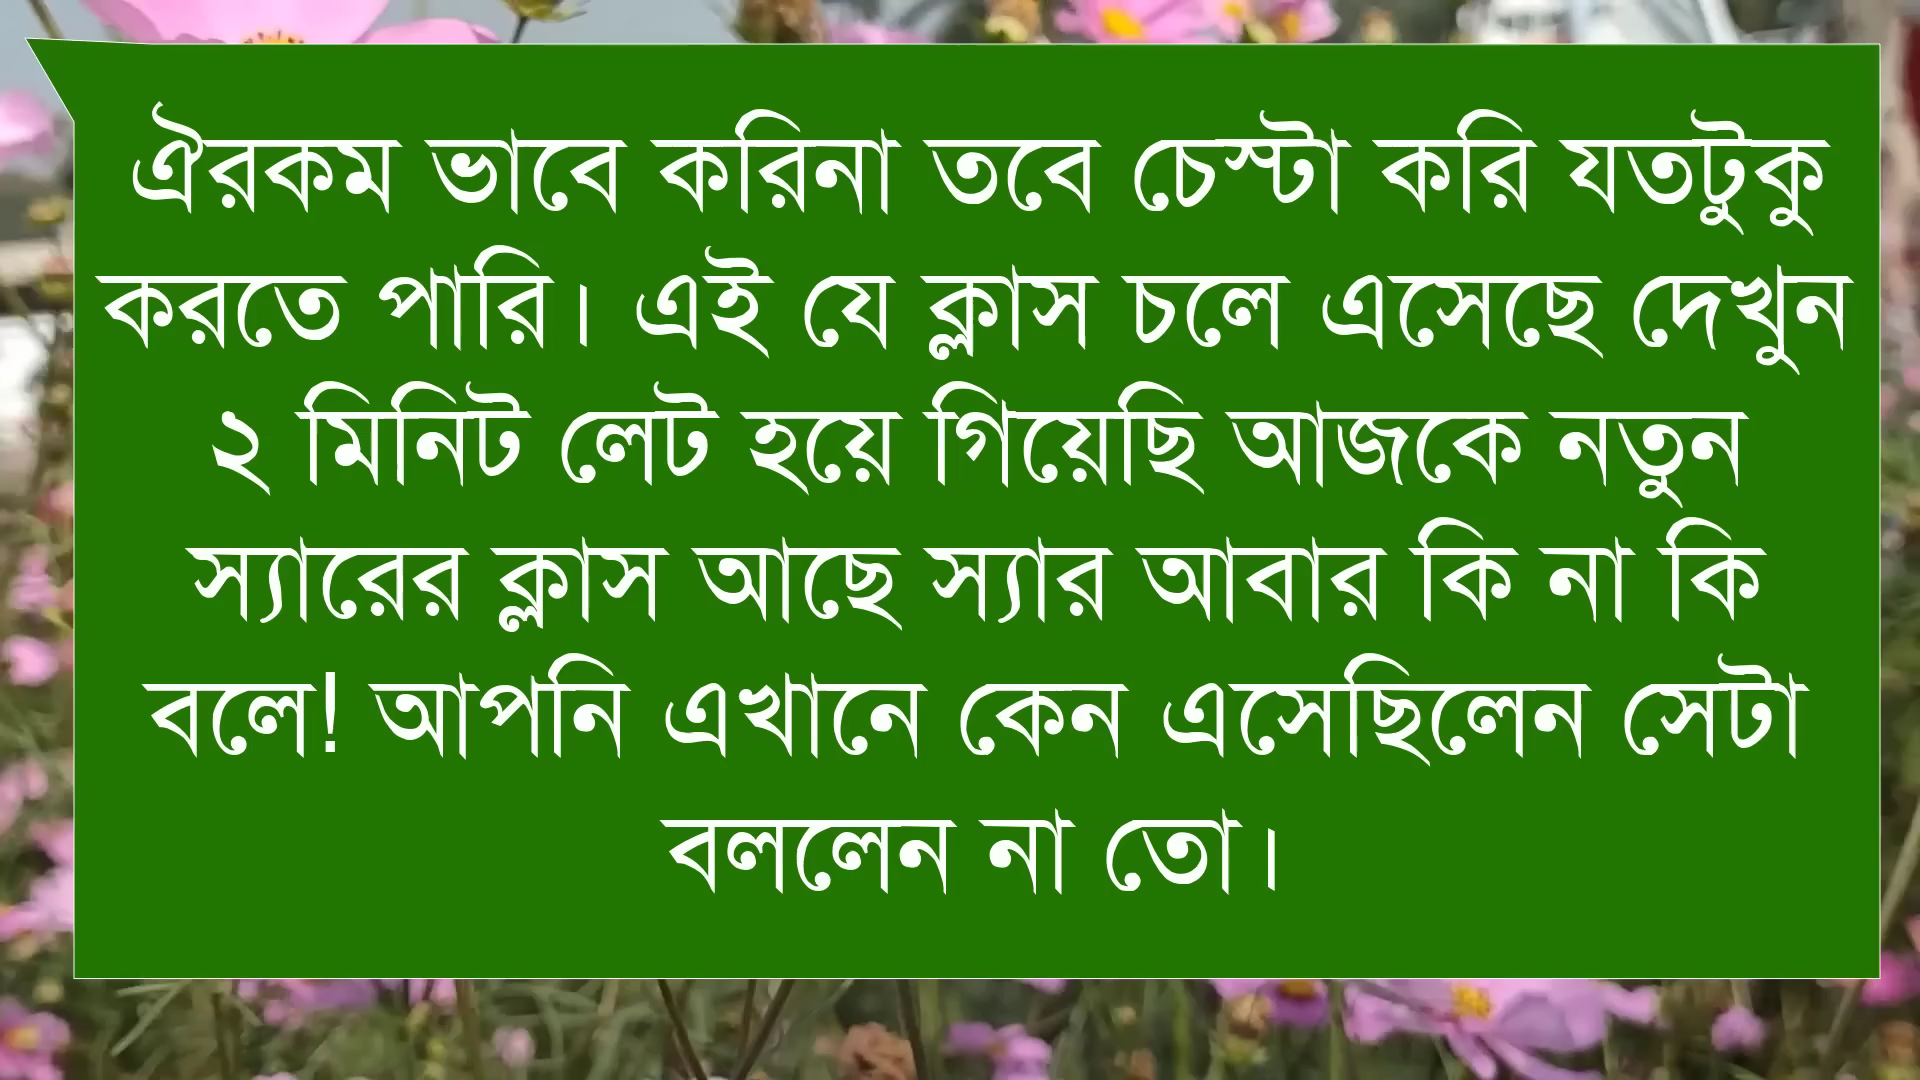 ঐরকম ভাবে করিনা তবে চেস্টা করি যতটুকু
করতে পারি। এই যে ক্লাস চলে এসেছে দেখুন
২ মিনিট লেট হয়ে গিয়েছি আজকে নতুন
স্যারের ক্লাস আছে স্যার আবার কি না কি
বলে! আপনি এখানে কেন এসেছিলেন সেটা
বললেন না তো।